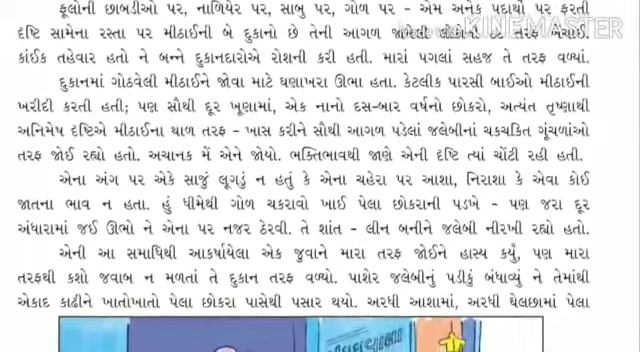 ફૂલોની છાબડીઓ પર, નાળિયેર પર, સાબુ પર, ગોળ પર - એમ અનેક પદાર્થો પર ફરતી
દૃષ્ટિ સામેના રસ્તા પર મીઠાઈની બે દુકાનો છે તેની આગળ જામેલી તરફ ખેંચાઈ.
કાંઈક તહેવાર હતો ને બન્ને દુકાનદારોએ રોશની કરી હતી. મારાં પગલાં સહજ તે તરફ વળ્યાં.
દુકાનમાં ગોઠવેલી મીઠાઈને જોવા માટે ઘણાખરા ઊભા હતા. કેટલીક પારસી બાઈઓ મીઠાઈની
ખરીદી કરતી હતી; પણ સૌથી દૂર ખૂણામાં, એક નાનો દસ-બાર વર્ષનો છોકરો, અત્યંત તૃષ્ણાથી
અનિમેષ દૃષ્ટિએ મીઠાઈના થાળ તરફ - ખાસ કરીને સૌથી આગળ પડેલાં જલેબીનાં ચકચકિત ગૂંચળાંઓ
તરફ જોઈ રહ્યો હતો. અચાનક મેં એને જોયો. ભક્તિભાવથી જાણે એની દૃષ્ટિ ત્યાં ચોંટી રહી હતી.
એના અંગ પર એકે સાજું લૂગડું ન હતું કે એના ચહેરા પર આશા, નિરાશા કે એવા કોઈ
જાતના ભાવ ન હતા. હું ધીમેથી ગોળ ચકરાવો ખાઈ પેલા છોકરાની પડખે - પણ જરા દૂર
અંધારામાં જઈ ઊભો ને એના પર નજર ઠેરવી. તે શાંત - લીન બનીને જલેબી નીરખી રહ્યો હતો.
એની આ સમાધિથી આકર્ષાયેલા એક જુવાને મારા તરફ જોઈને હાસ્ય કર્યું, પણ મારા
તરફથી કશો જવાબ ન મળતાં તે દુકાન તરફ વળ્યો. પાશેર જલેબીનું પડીકું બંધાવ્યું ને તેમાંથી
એકાદ કાઢીને ખાતોખાતો પેલા છોકરા પાસેથી પસાર થયો. અરધી આશામાં, અરધી ઘેલછામાં પેલા
KINEMASTER